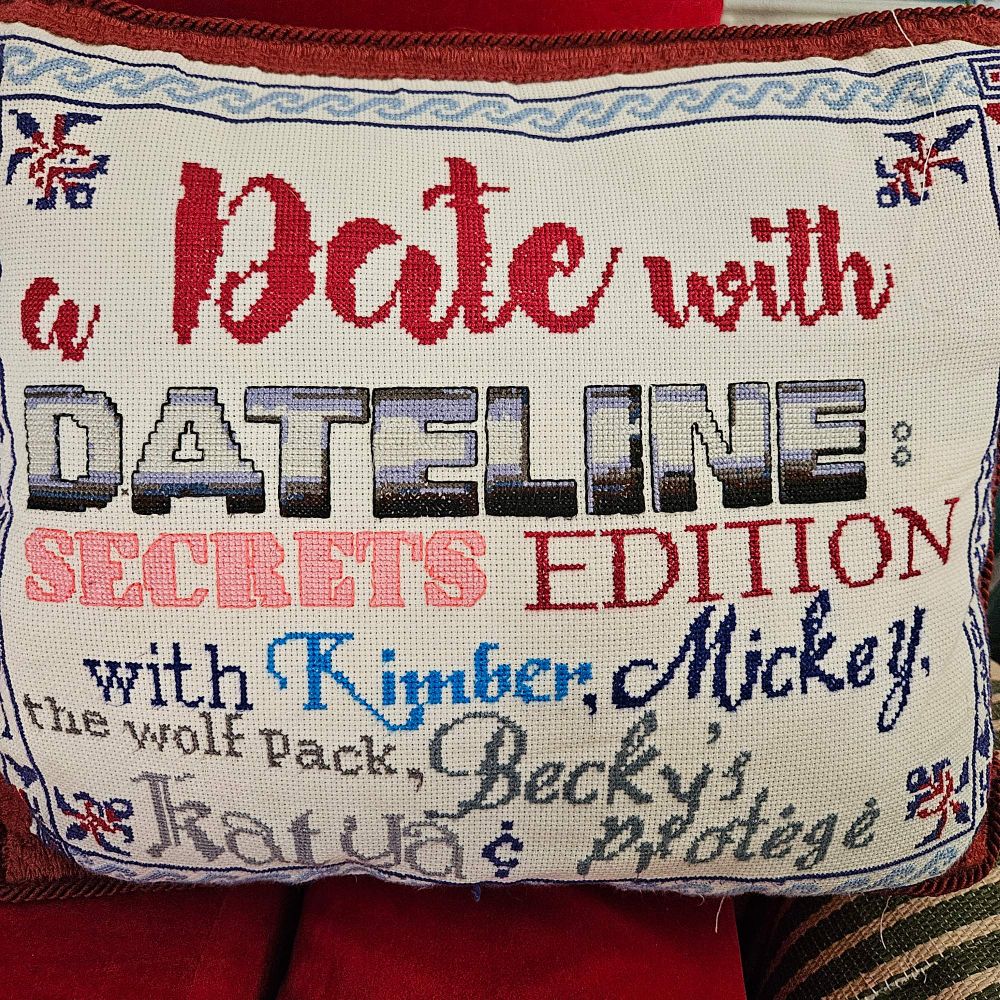 a Date with
DATELINE:
SECRETS EDITION
with Kimber, Mickey,
the wolf pack, Becky's
Katya & protégé